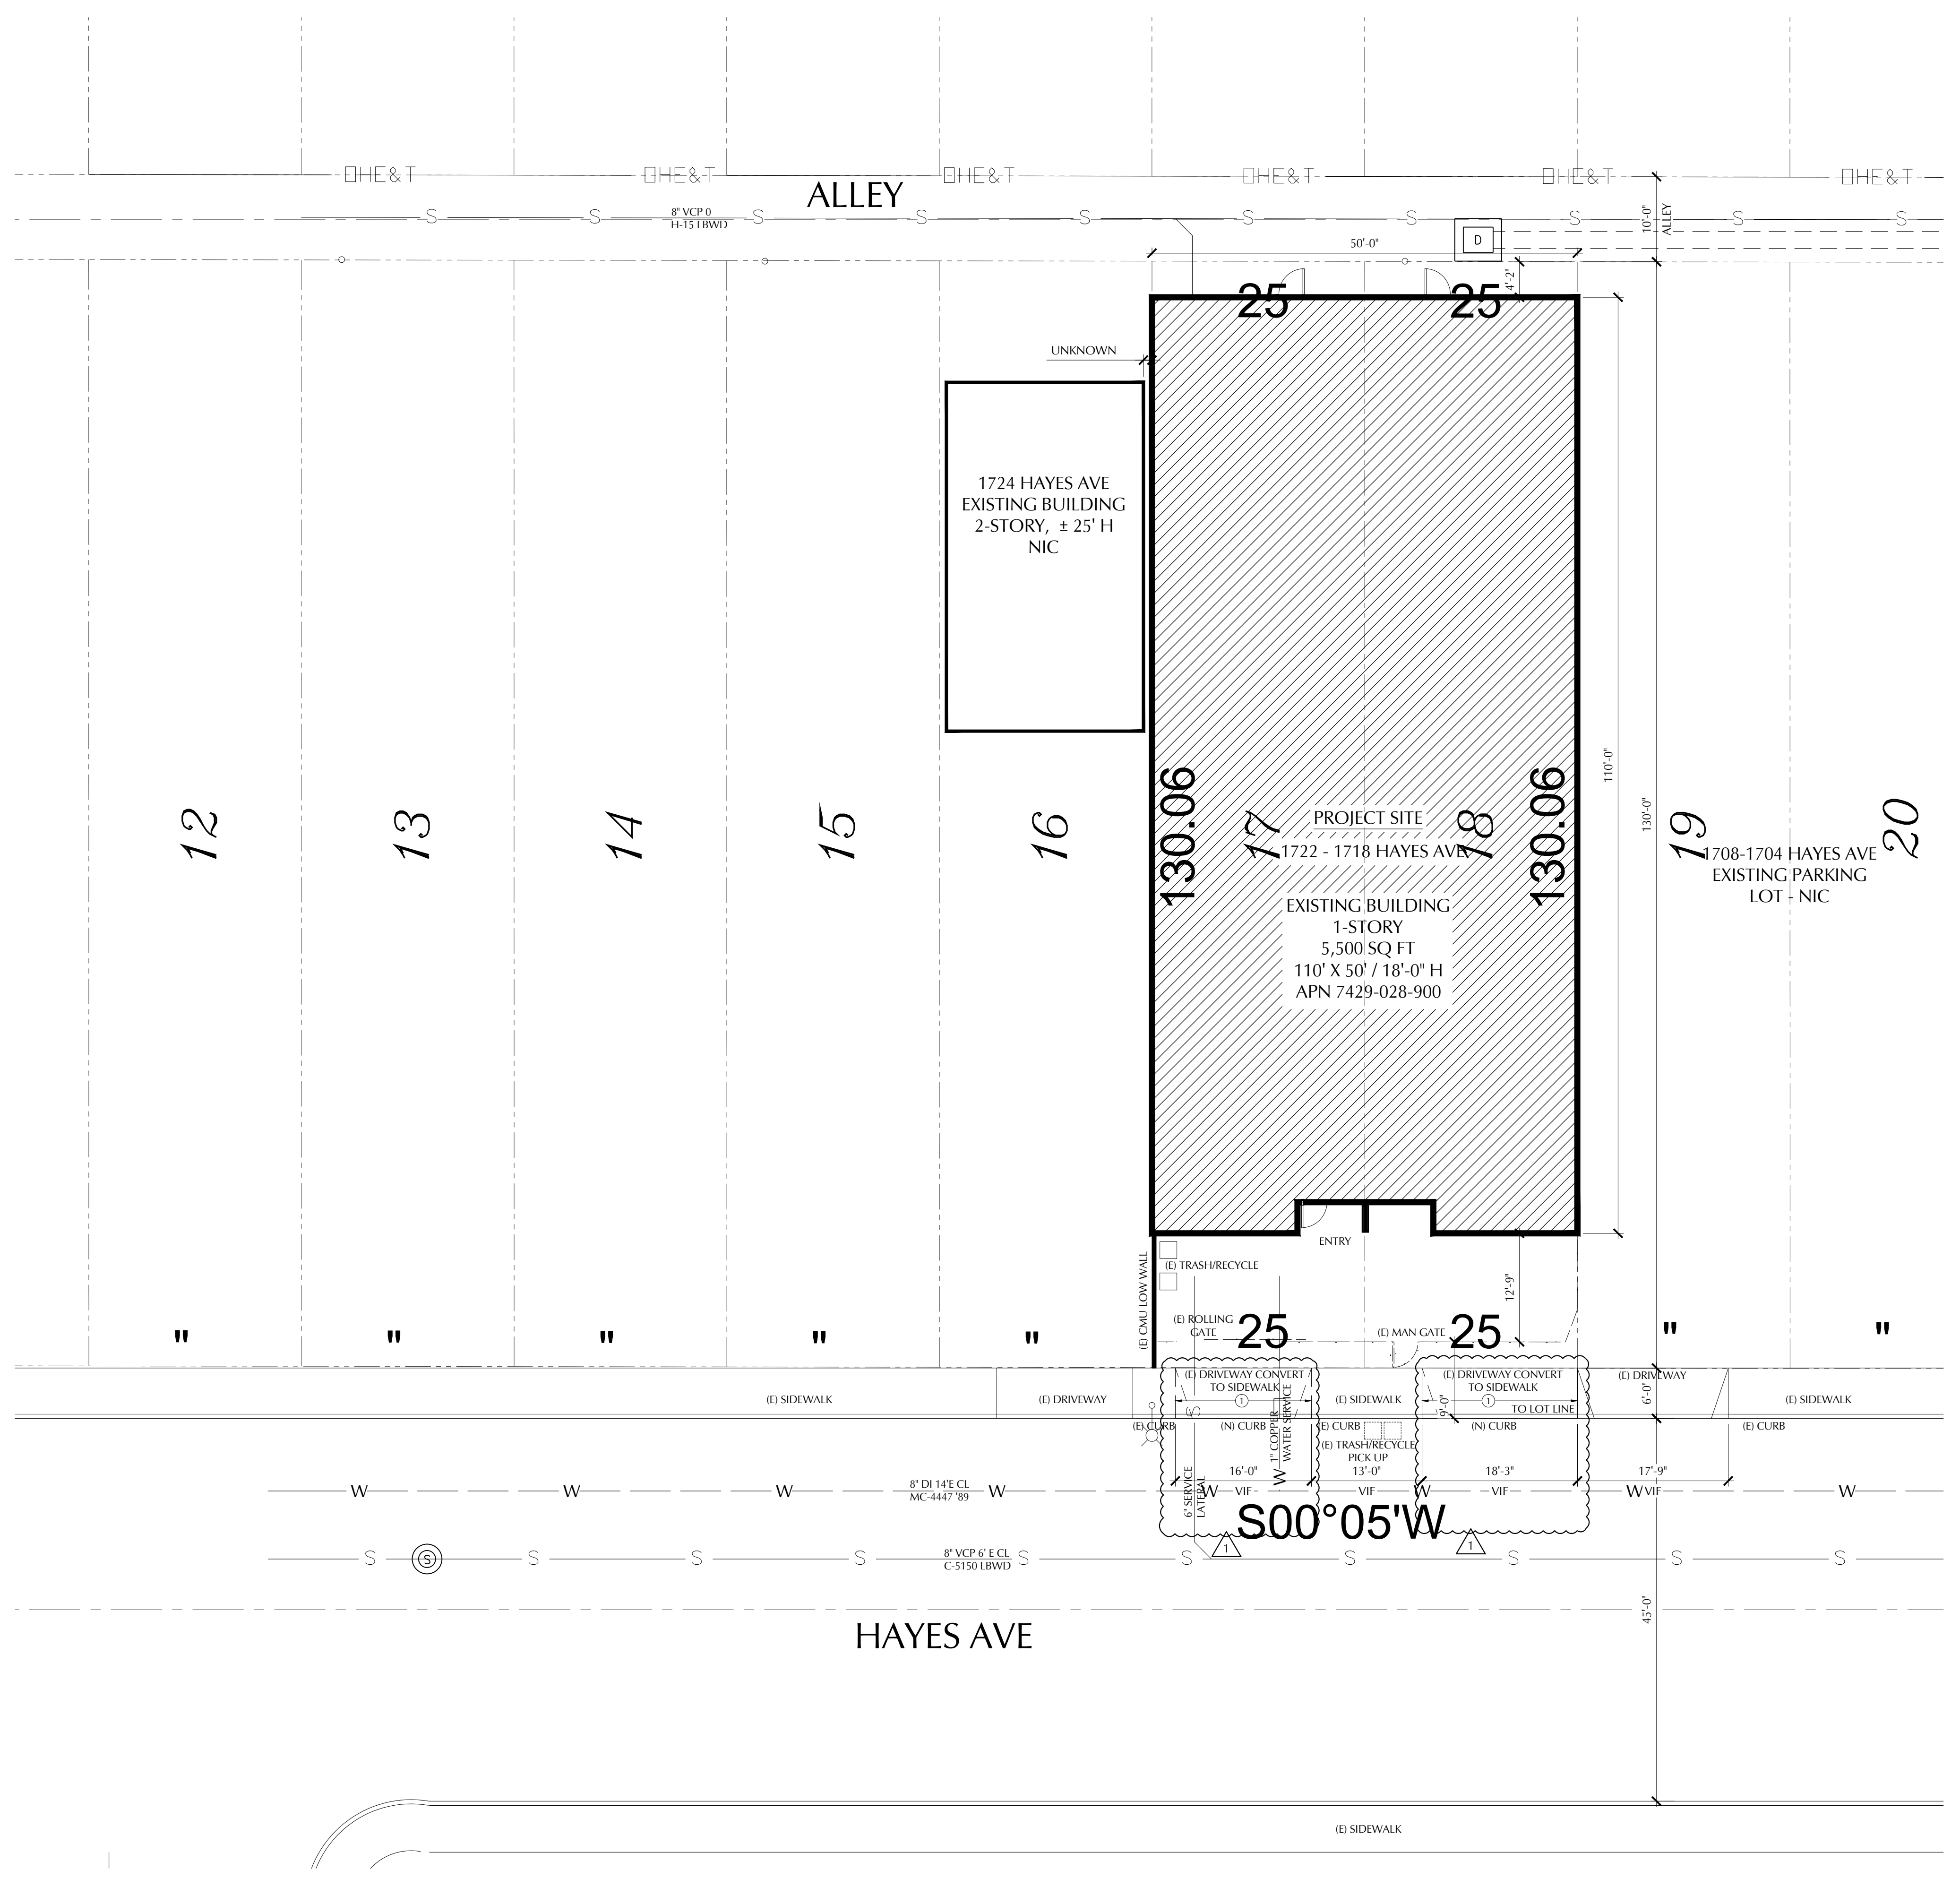 OHE&T OHE&T OHE&T OHE&T OHE&T OHE&T
ALLEY
8" VCP 0
H-15 LBWD
S S S S S S S S S S
10'-0"
ALLEY
D
50'-0"
4'-2"
25 25
UNKNOWN
1724 HAYES AVE
EXISTING BUILDING
2-STORY, ± 25' H
NIC
110'-0"
130'-0"
130.06
130.06
12 13 14 15 16 17 18 19 20
PROJECT SITE
1722 - 1718 HAYES AVE
1708-1704 HAYES AVE
EXISTING PARKING
LOT - NIC
EXISTING BUILDING
1-STORY
5,500 SQ FT
110' X 50' / 18'-0" H
APN 7429-028-900
ENTRY
(E) CMU LOW WALL
(E) TRASH/RECYCLE
12'-9"
(E) ROLLING
GATE
25
(E) MAN GATE
25
" " " " " " "
(E) DRIVEWAY CONVERT
TO SIDEWALK
1
(E) DRIVEWAY CONVERT
TO SIDEWALK
1
TO LOT LINE
(E) DRIVEWAY
(E) SIDEWALK
(E) DRIVEWAY
(E) SIDEWALK
(E) SIDEWALK
6'-0"
9'-0"
S
(E) CURB
(N) CURB
(E) CURB
(N) CURB
(E) CURB
1" COPPER
WATER SERVICE
W
(E) TRASH/RECYCLE
PICK UP
6" SERVICE
LATERAL
16'-0"
VIF
13'-0"
VIF
18'-3"
VIF
17'-9"
VIF
8" DI 14'E CL
MC-4447 '89
W W W W W W W W
S00°05'W
1
1
8" VCP 6' E CL
C-5150 LBWD
S S S S S S S S S S S
45'-0"
HAYES AVE
(E) SIDEWALK